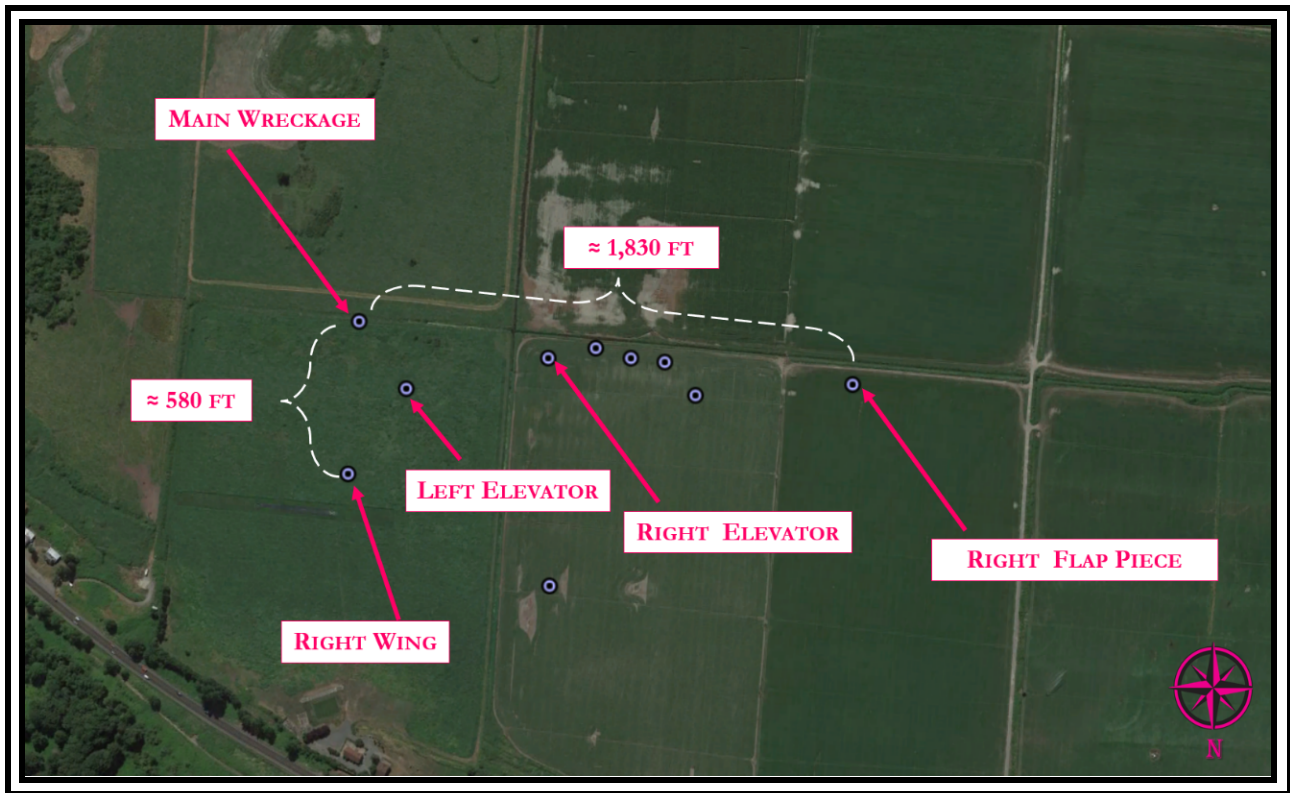 MAIN WRECKAGE
≈ 1,830 FT
≈ 580 FT
LEFT ELEVATOR
RIGHT ELEVATOR
RIGHT FLAP PIECE
RIGHT WING
N